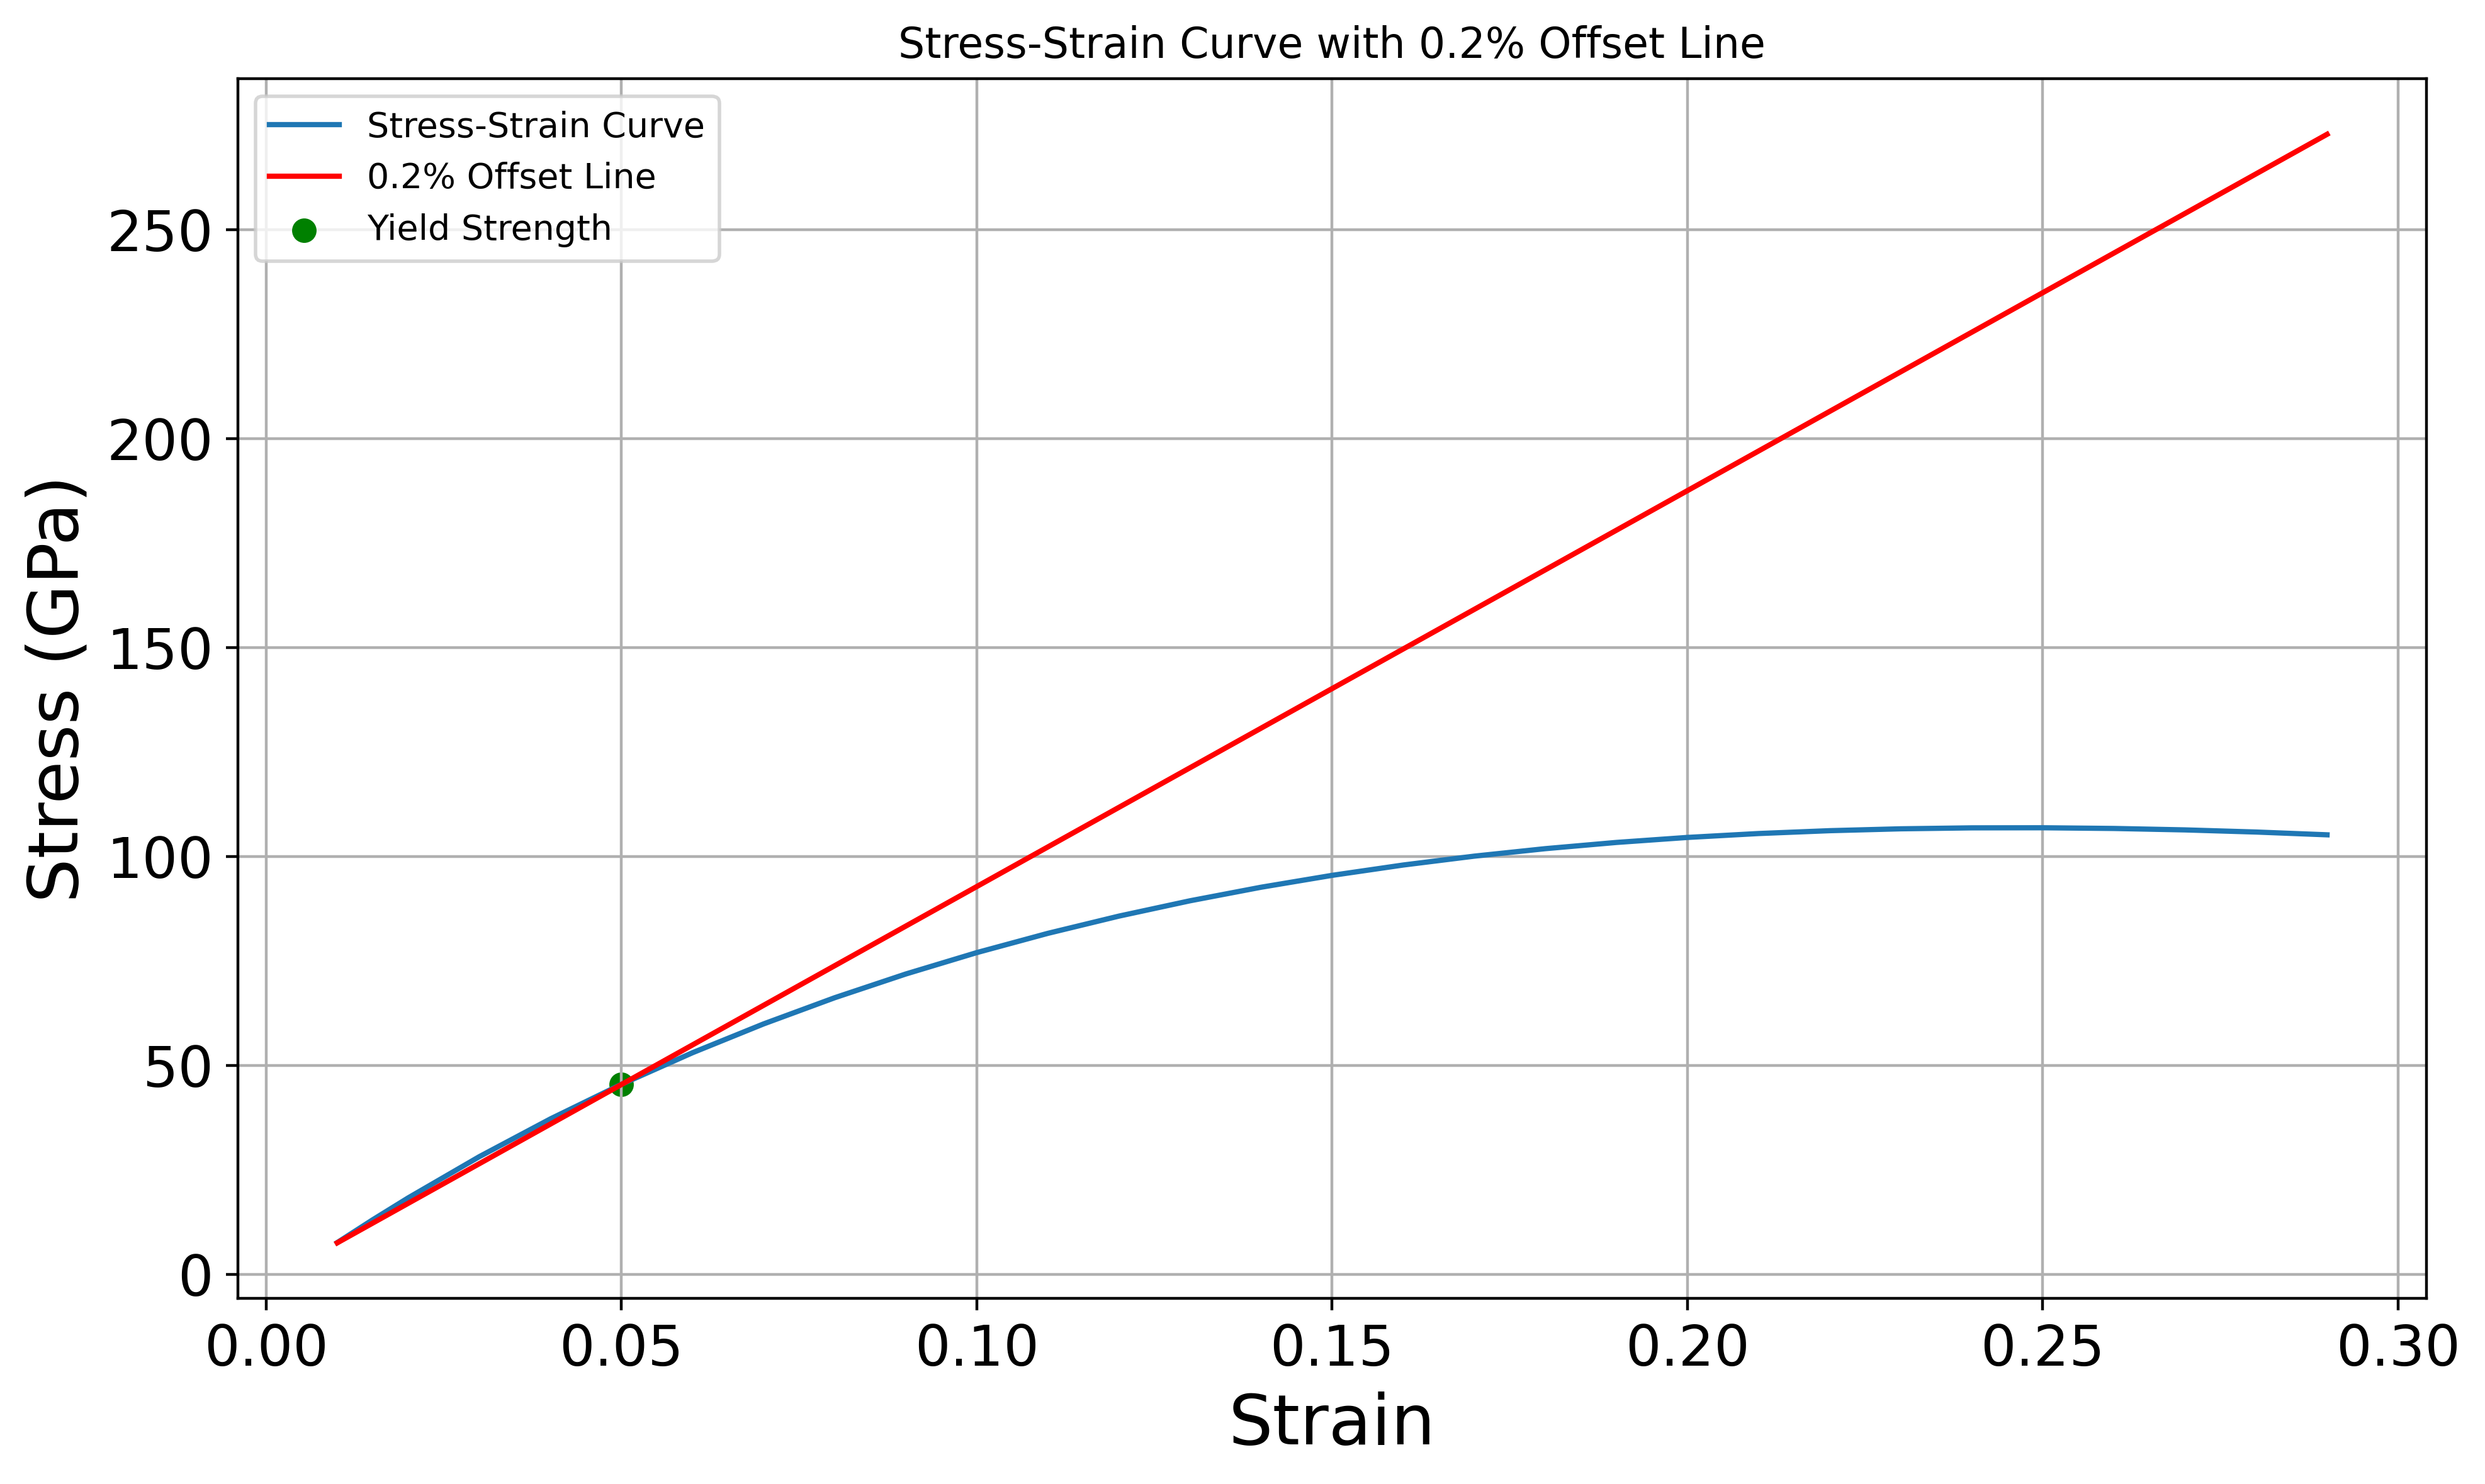 Stress-Strain Curve with 0.2% Offset Line
Stress-Strain Curve
0.2% Offset Line
Yield Strength
Stress (GPa)
250
200
150
100
50
0
0.00 0.05 0.10 0.15 0.20 0.25 0.30
Strain